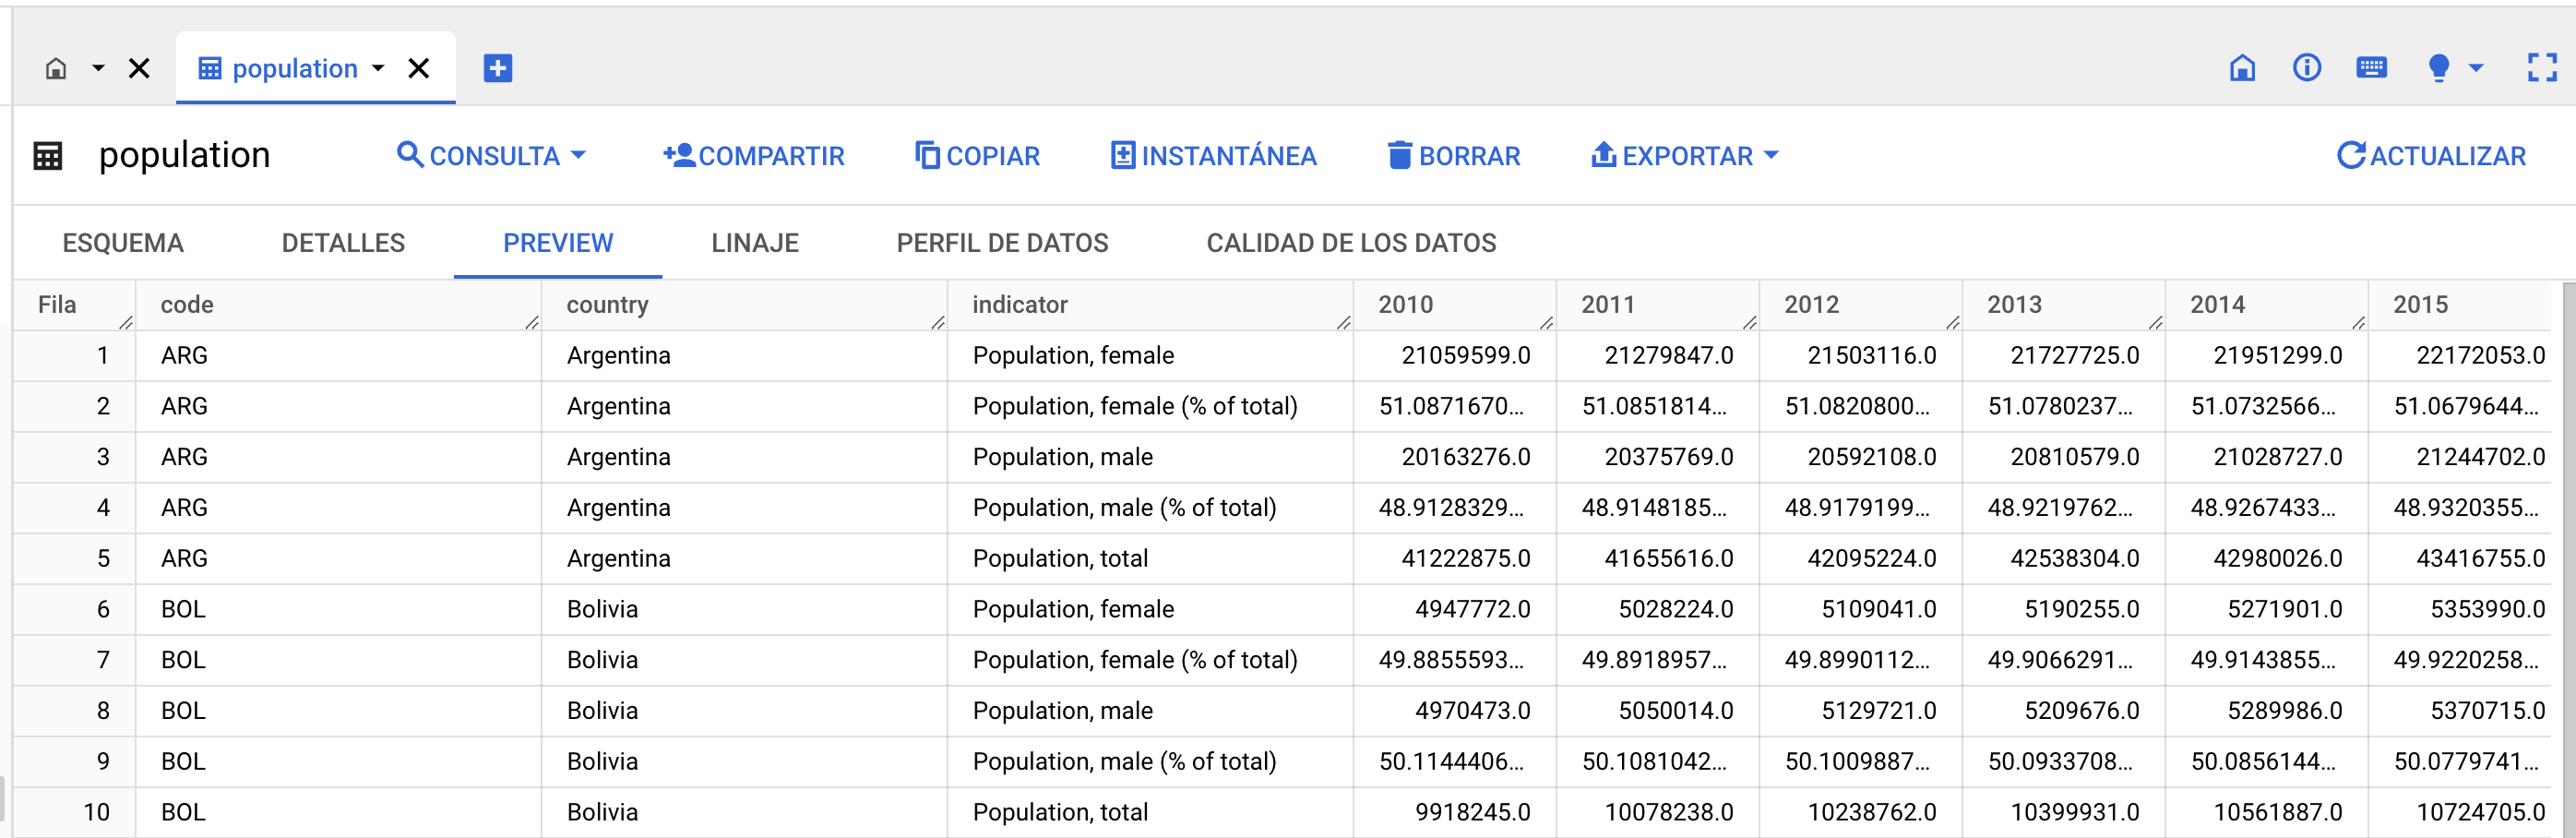 population
population CONSULTA COMPARTIR COPIAR INSTANTÁNEA BORRAR EXPORTAR ACTUALIZAR
ESQUEMA DETALLES PREVIEW LINAJE PERFIL DE DATOS CALIDAD DE LOS DATOS
Fila code country indicator 2010 2011 2012 2013 2014 2015
1 ARG Argentina Population, female 21059599.0 21279847.0 21503116.0 21727725.0 21951299.0 22172053.0
2 ARG Argentina Population, female (% of total) 51.0871670... 51.0851814... 51.0820800... 51.0780237... 51.0732566... 51.0679644...
3 ARG Argentina Population, male 20163276.0 20375769.0 20592108.0 20810579.0 21028727.0 21244702.0
4 ARG Argentina Population, male (% of total) 48.9128329... 48.9148185... 48.9179199... 48.9219762... 48.9267433... 48.9320355...
5 ARG Argentina Population, total 41222875.0 41655616.0 42095224.0 42538304.0 42980026.0 43416755.0
6 BOL Bolivia Population, female 4947772.0 5028224.0 5109041.0 5190255.0 5271901.0 5353990.0
7 BOL Bolivia Population, female (% of total) 49.8855593... 49.8918957... 49.8990112... 49.9066291... 49.9143855... 49.9220258...
8 BOL Bolivia Population, male 4970473.0 5050014.0 5129721.0 5209676.0 5289986.0 5370715.0
9 BOL Bolivia Population, male (% of total) 50.1144406... 50.1081042... 50.1009887... 50.0933708... 50.0856144... 50.0779741...
10 BOL Bolivia Population, total 9918245.0 10078238.0 10238762.0 10399931.0 10561887.0 10724705.0